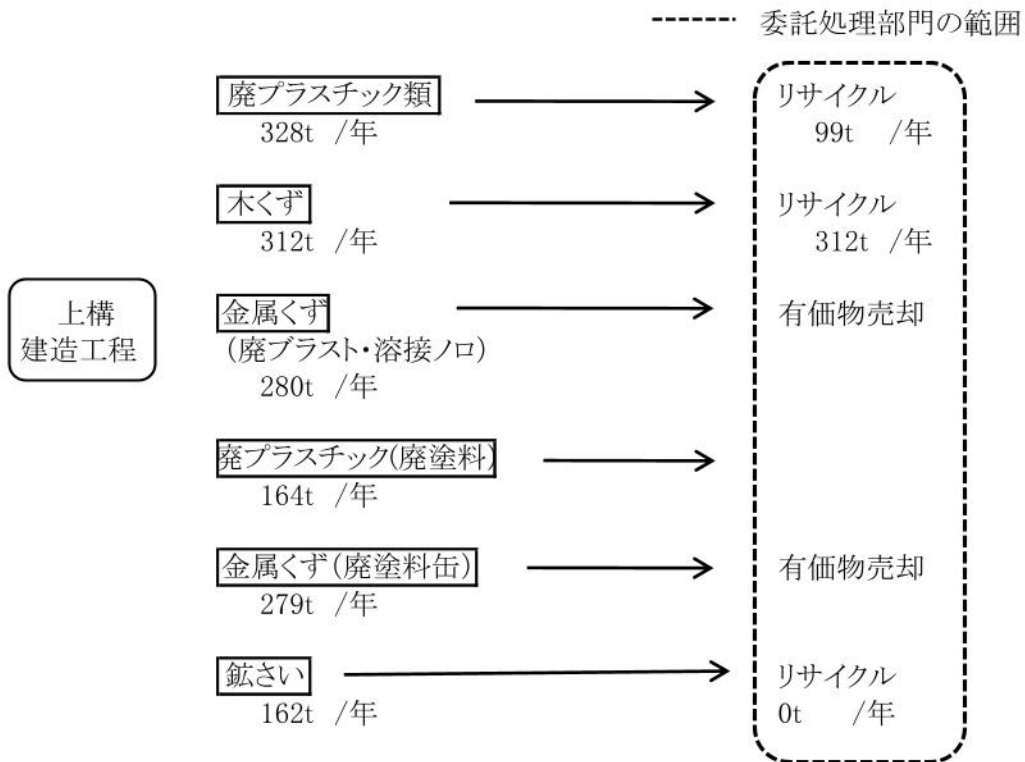 委託処理部門の範囲
廃プラスチック類
リサイクル
328t /年
99t /年
木くず
リサイクル
312t /年
312t /年
上構
建造工程
金属くず
有価物売却
(廃ブラスト・溶接ノロ)
280t /年
廃プラスチック(廃塗料)
164t /年
金属くず(廃塗料缶)
有価物売却
279t /年
鉱さい
リサイクル
162t /年
0t /年